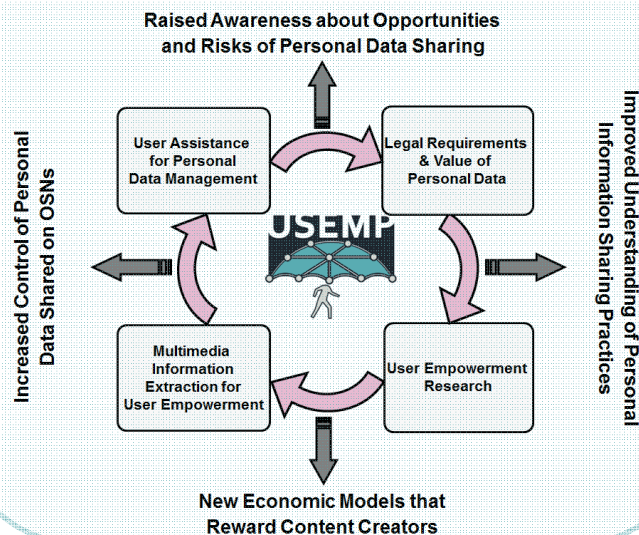 Raised Awareness about Opportunities
and Risks of Personal Data Sharing
User Assistance
for Personal
Data Management
Legal Requirements
& Value of
Personal Data
Increased Control of Personal
Data Shared on OSNs
USEMP
Improved Understanding of Personal
Information Sharing Practices
Multimedia
Information
Extraction for
User Empowerment
User Empowerment
Research
New Economic Models that
Reward Content Creators